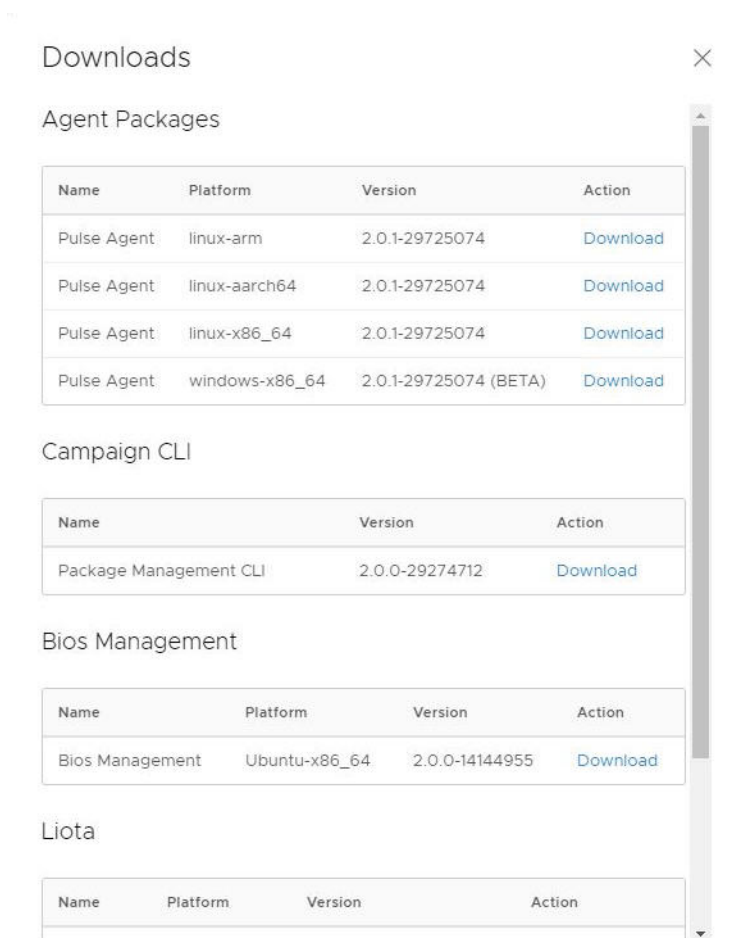 Downloads
Agent Packages
Name Platform Version Action
Pulse Agent linux-arm 2.0.1-29725074 Download
Pulse Agent linux-aarch64 2.0.1-29725074 Download
Pulse Agent linux-x86_64 2.0.1-29725074 Download
Pulse Agent windows-x86_64 2.0.1-29725074 (BETA) Download
Campaign CLI
Name Version Action
Package Management CLI 2.0.0-29274712 Download
Bios Management
Name Platform Version Action
Bios Management Ubuntu-x86_64 2.0.0-14144955 Download
Liota
Name Platform Version Action